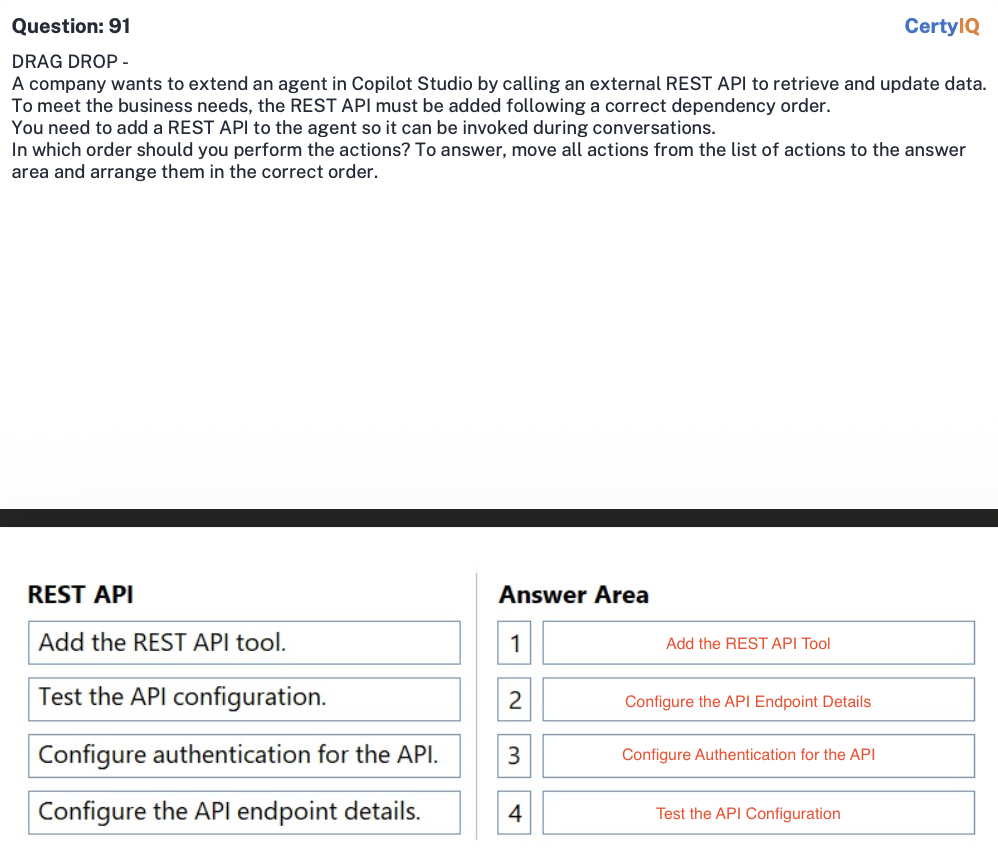 Question: 91
CertyIQ
DRAG DROP -
A company wants to extend an agent in Copilot Studio by calling an external REST API to retrieve and update data.
To meet the business needs, the REST API must be added following a correct dependency order.
You need to add a REST API to the agent so it can be invoked during conversations.
In which order should you perform the actions? To answer, move all actions from the list of actions to the answer
area and arrange them in the correct order.
REST API
Add the REST API tool.
Test the API configuration.
Configure authentication for the API.
Configure the API endpoint details.
Answer Area
1 Add the REST API Tool
2 Configure the API Endpoint Details
3 Configure Authentication for the API
4 Test the API Configuration